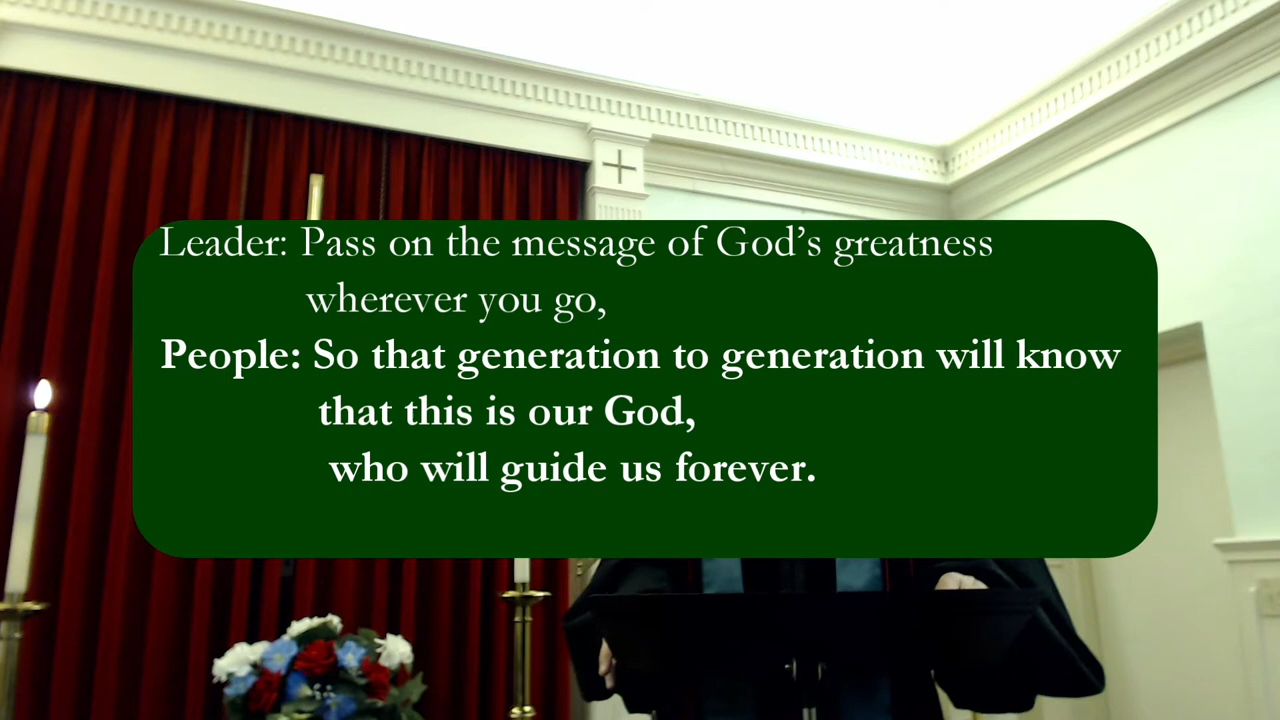 Leader: Pass on the message of God’s greatness
wherever you go,
People: So that generation to generation will know
that this is our God,
who will guide us forever.